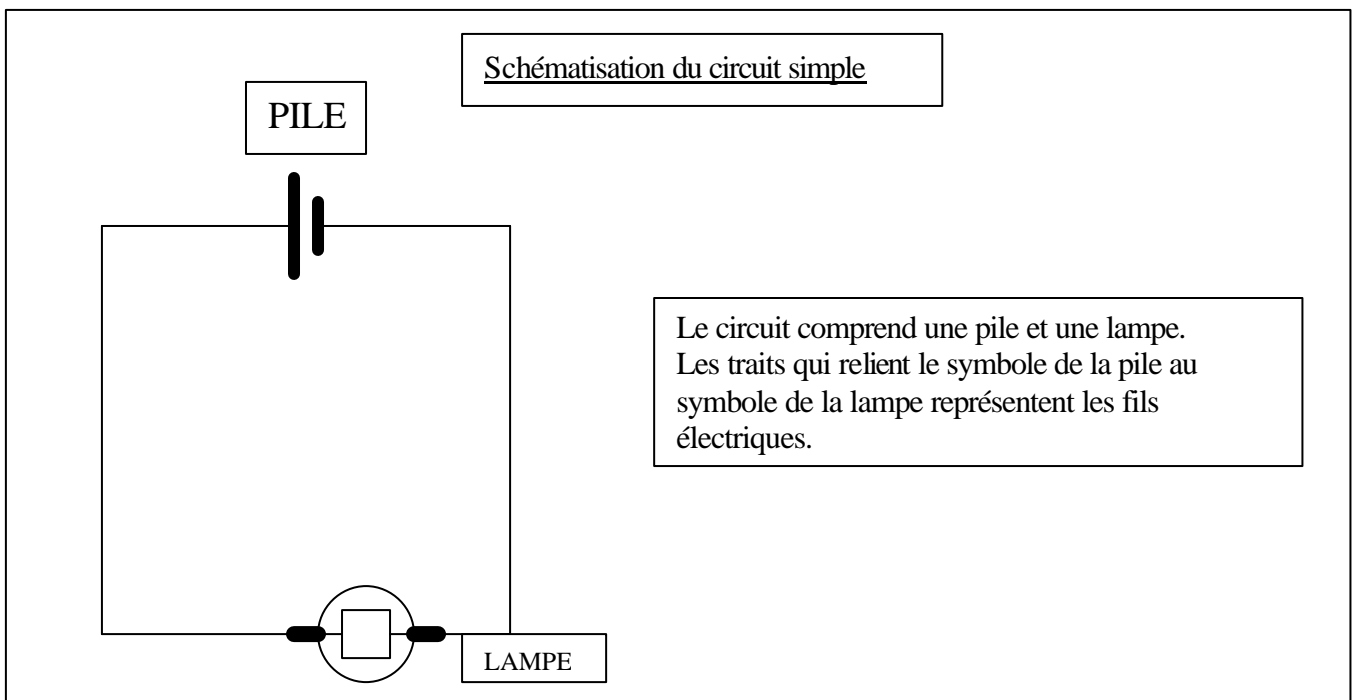 Schématisation du circuit simple
PILE
Le circuit comprend une pile et une lampe.
Les traits qui relient le symbole de la pile au
symbole de la lampe représentent les fils
électriques.
LAMPE